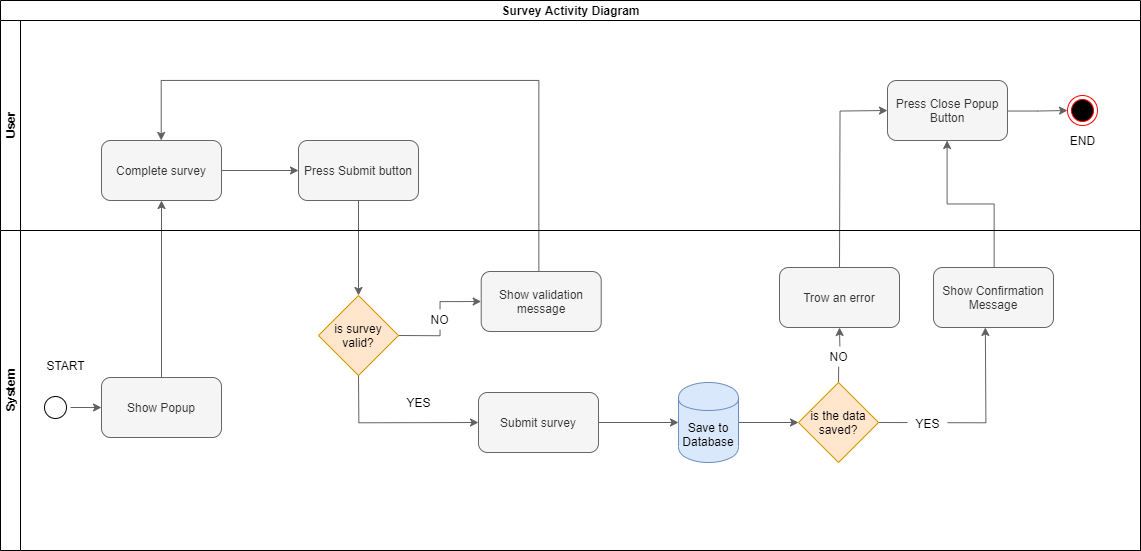 Survey Activity Diagram
User
Press Close Popup
Button
END
Complete survey
Press Submit button
System
Trow an error
Show Confirmation
Message
Show validation
message
NO
is survey
valid?
START
NO
Show Popup
YES
Submit survey
Save to
Database
is the data
saved?
YES